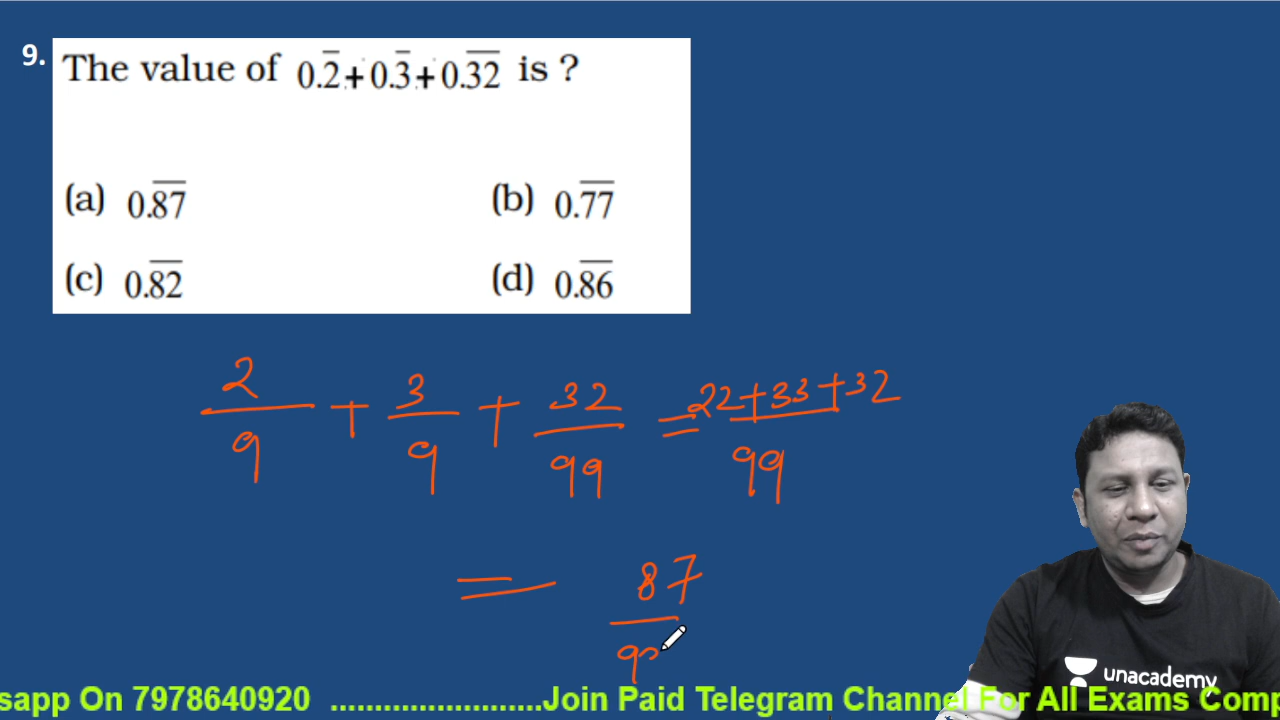 9. The value of 0.2̅+0.3̅+0.3̅2̅ is ?
(a) 0.8̅7̅ (b) 0.7̅7̅
(c) 0.8̅2̅ (d) 0.8̅6̅
2/9 + 3/9 + 32/99 = 22+33+32/99
= 87/9
unacademy
sapp On 7978640920 .......................Join Paid Telegram Channel For All Exams Comp